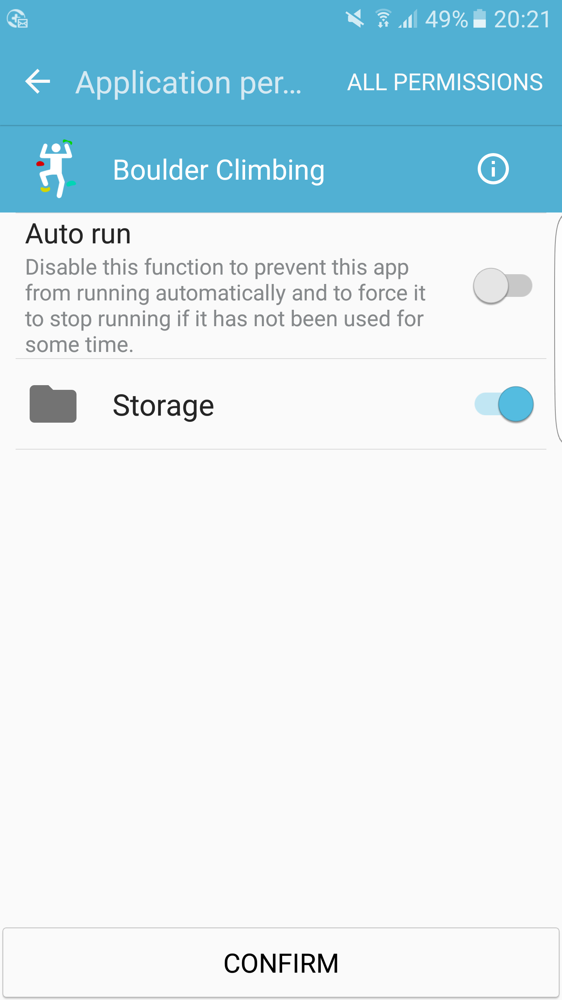 49% 20:21
Application per...
ALL PERMISSIONS
Boulder Climbing
Auto run
Disable this function to prevent this app
from running automatically and to force it
to stop running if it has not been used for
some time.
Storage
CONFIRM